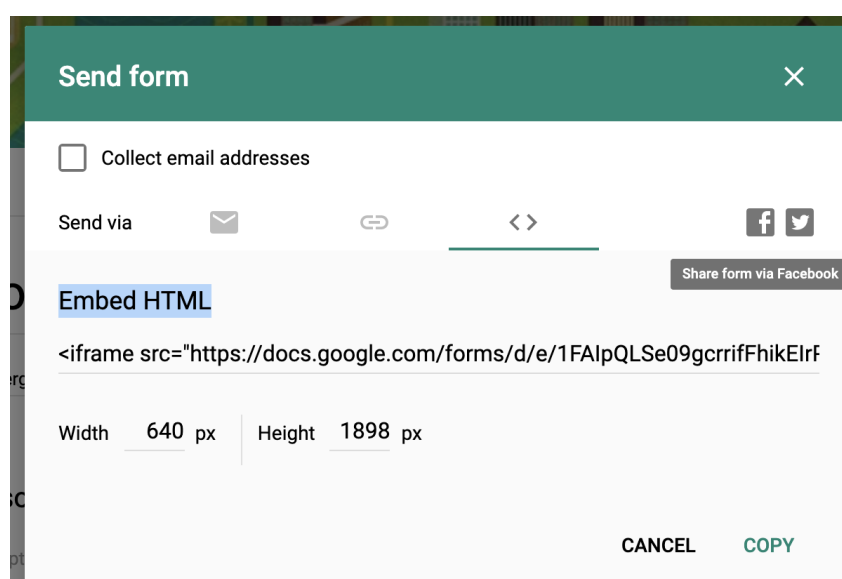 Send form
Collect email addresses
Send via
Share form via Facebook
Embed HTML
<iframe src="https://docs.google.com/forms/d/e/1FAIpQLSe09gcrrifFhikEIrF
Width 640 px Height 1898 px
CANCEL COPY